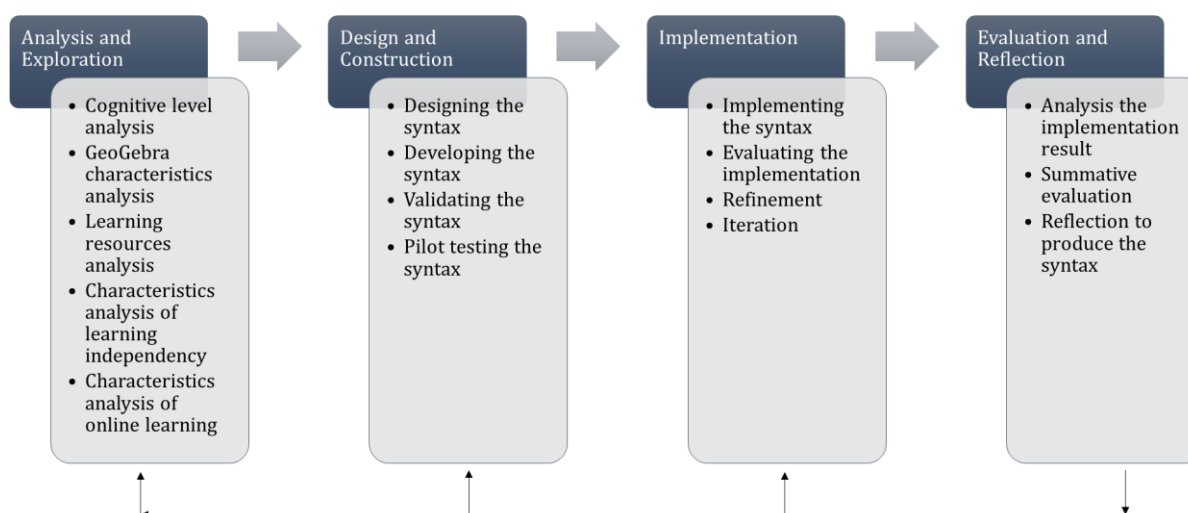 Analysis and
Exploration
• Cognitive level
analysis
• GeoGebra
characteristics
analysis
• Learning
resources
analysis
• Characteristics
analysis of
learning
independency
• Characteristics
analysis of
online learning
Design and
Construction
• Designing the
syntax
• Developing the
syntax
• Validating the
syntax
• Pilot testing the
syntax
Implementation
• Implementing
the syntax
• Evaluating the
implementation
• Refinement
• Iteration
Evaluation and
Reflection
• Analysis the
implementation
result
• Summative
evaluation
• Reflection to
produce the
syntax